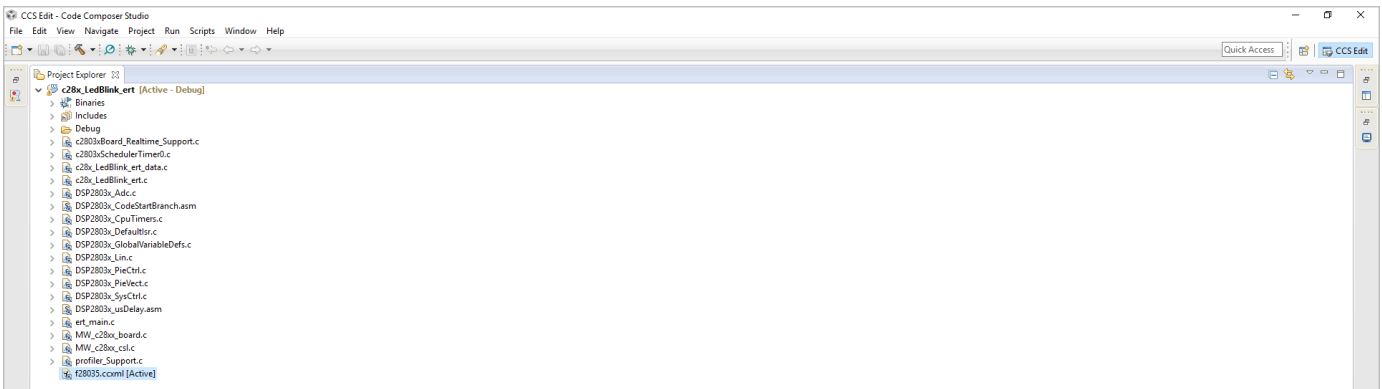 CCS Edit - Code Composer Studio
File Edit View Navigate Project Run Scripts Window Help
Quick Access CCS Edit
Project Explorer
c28x_LedBlink_ert [Active - Debug]
Binaries
Includes
Debug
c2803xBoard_Realtime_Support.c
c2803xSchedulerTimer0.c
c28x_LedBlink_ert_data.c
c28x_LedBlink_ert.c
DSP2803x_Adc.c
DSP2803x_CodeStartBranch.asm
DSP2803x_CpuTimers.c
DSP2803x_DefaultIsr.c
DSP2803x_GlobalVariableDefs.c
DSP2803x_Lin.c
DSP2803x_PieCtrl.c
DSP2803x_PieVect.c
DSP2803x_SysCtrl.c
DSP2803x_usDelay.asm
ert_main.c
MW_c28xx_board.c
MW_c28xx_csl.c
profiler_Support.c
f28035.ccxml [Active]